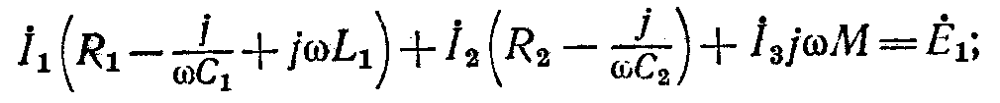 İ₁(R₁ − j/ωC₁ + jωL₁) + İ₂(R₂ − j/ωC₂) + İ₃jωM = Ė₁;